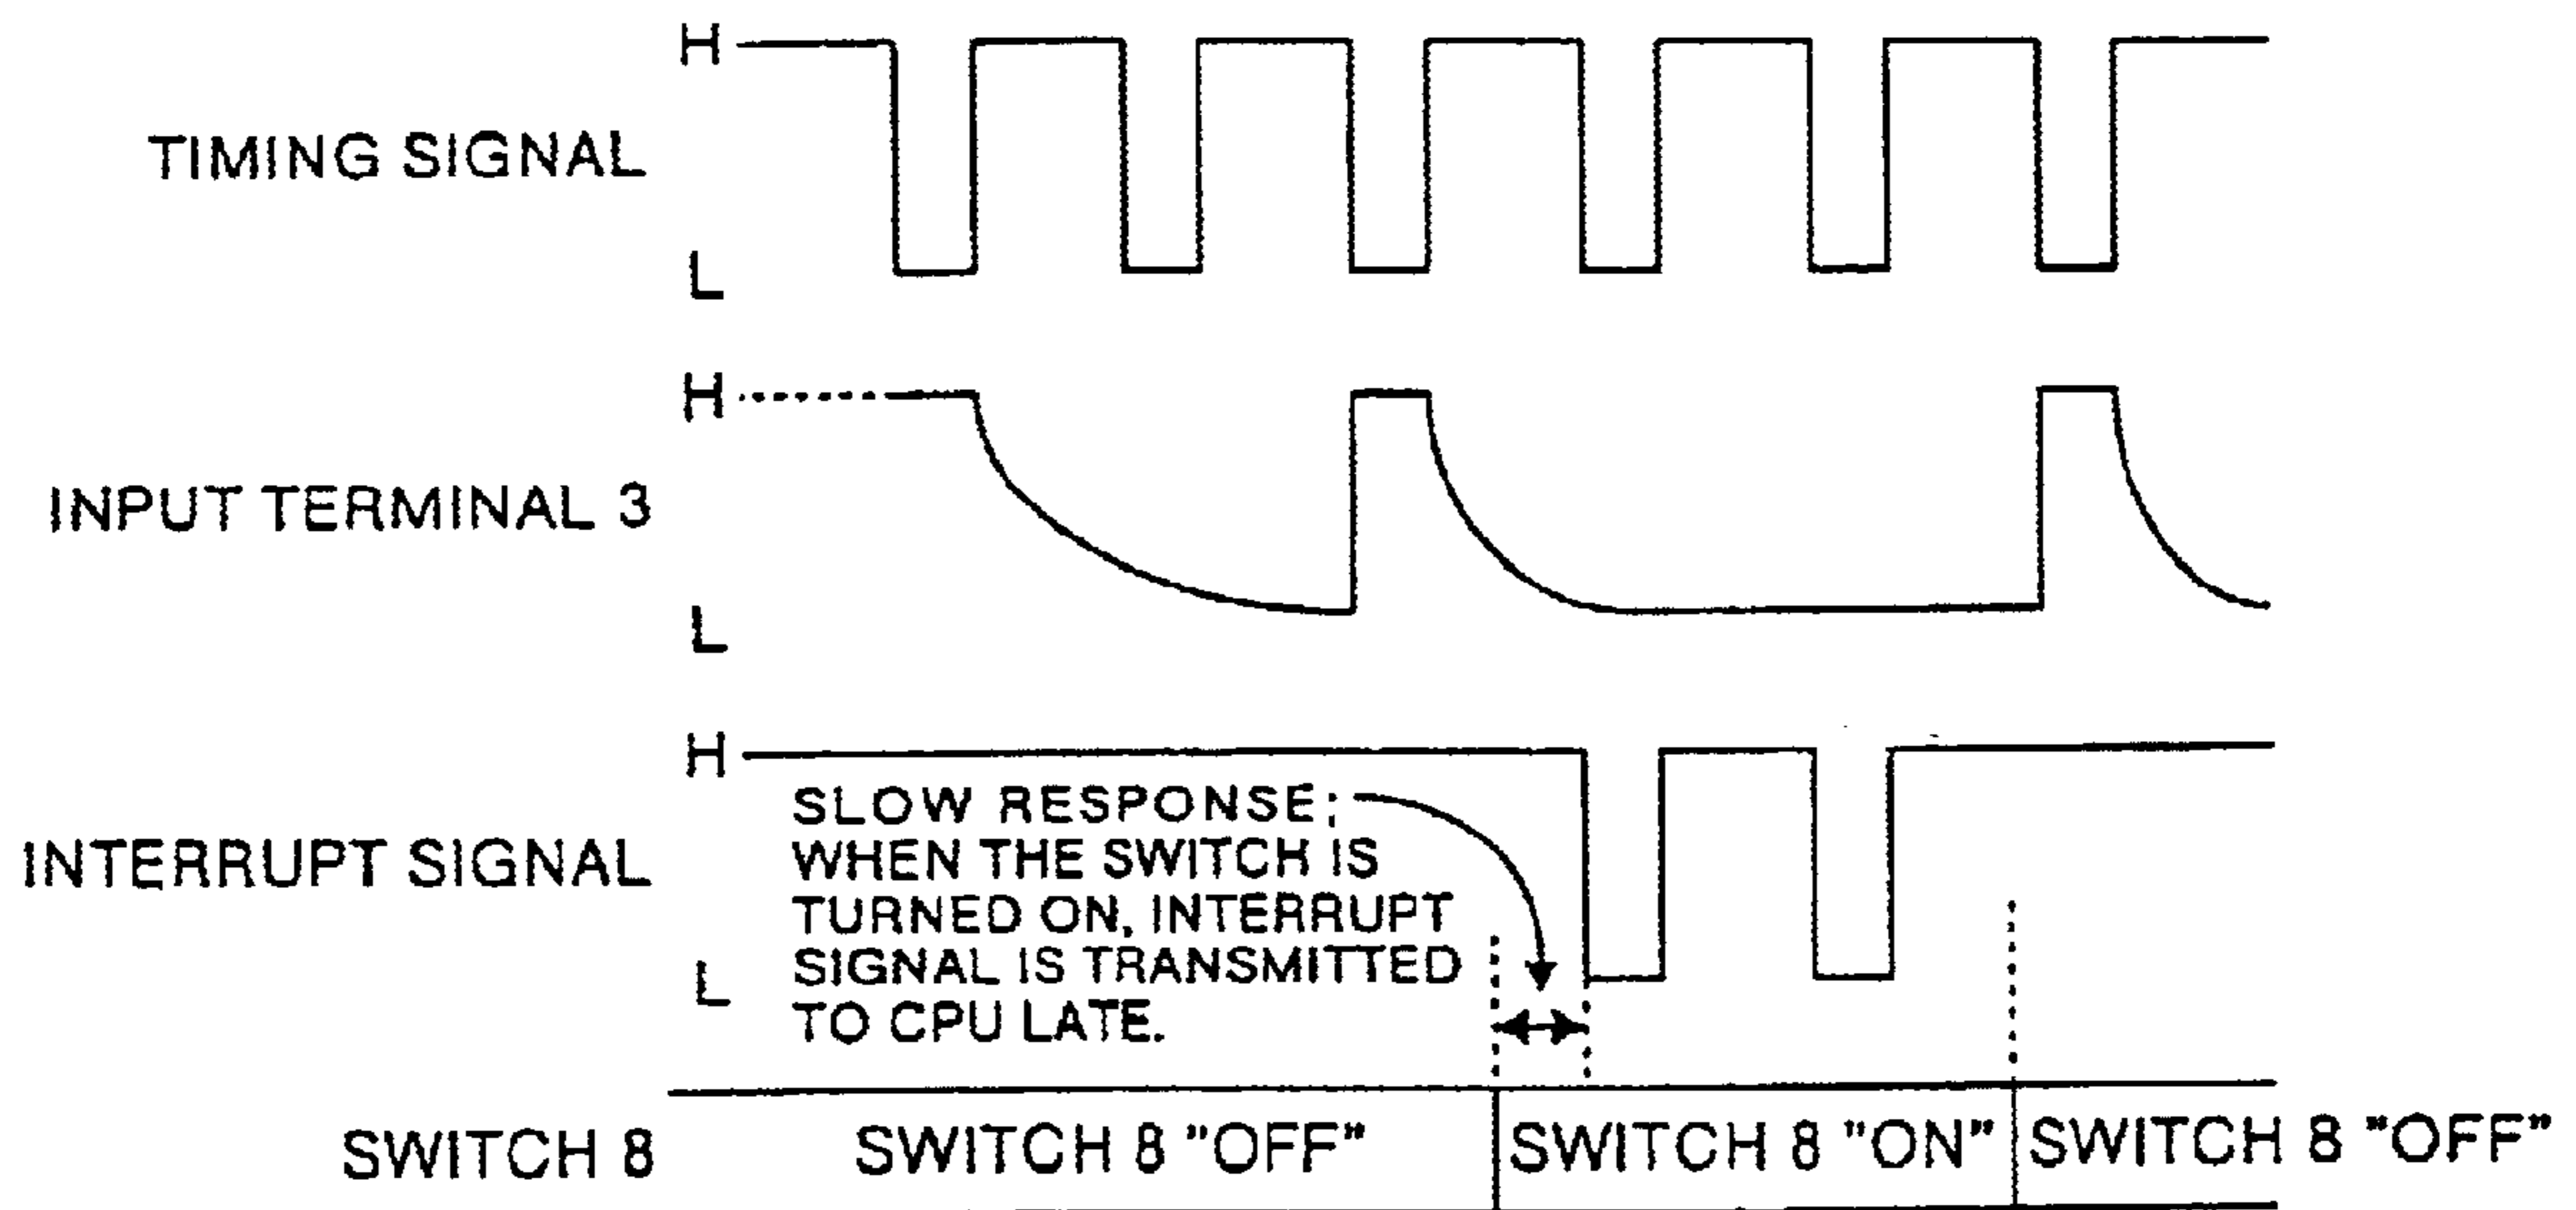 H
TIMING SIGNAL
L
H
INPUT TERMINAL 3
L
H
SLOW RESPONSE;
WHEN THE SWITCH IS
INTERRUPT SIGNAL
TURNED ON, INTERRUPT
SIGNAL IS TRANSMITTED
L
TO CPU LATE.
SWITCH 8
SWITCH 8 "OFF"
SWITCH 8 "ON"
SWITCH 8 "OFF"